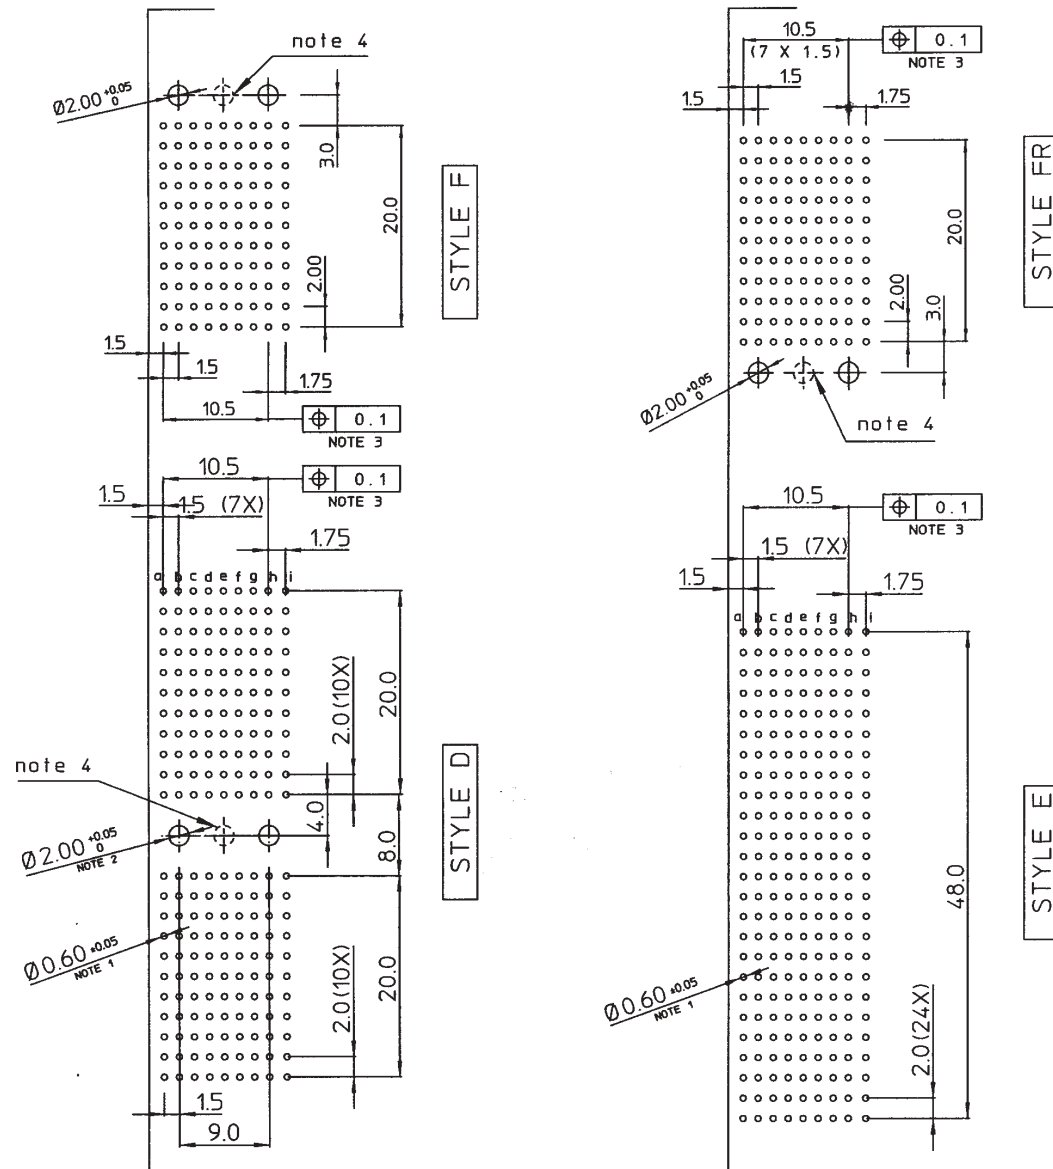 note 4
Ø2.00 +0.05 0
3.0
20.0
2.00
1.5
1.5
1.75
10.5
⌖ 0.1
NOTE 3
STYLE F
10.5
(7 X 1.5)
⌖ 0.1
NOTE 3
1.5
1.5
1.75
20.0
2.00
3.0
Ø2.00 +0.05 0
note 4
STYLE FR
10.5
⌖ 0.1
NOTE 3
1.5
1.5 (7X)
1.75
a b c d e f g h i
2.0 (10X)
20.0
note 4
4.0
8.0
Ø2.00 +0.05 0
NOTE 2
Ø0.60 ±0.05
NOTE 1
2.0 (10X)
20.0
1.5
9.0
STYLE D
10.5
⌖ 0.1
NOTE 3
1.5 (7X)
1.5
1.75
a b c d e f g h i
48.0
Ø0.60 ±0.05
NOTE 1
2.0 (24X)
STYLE E